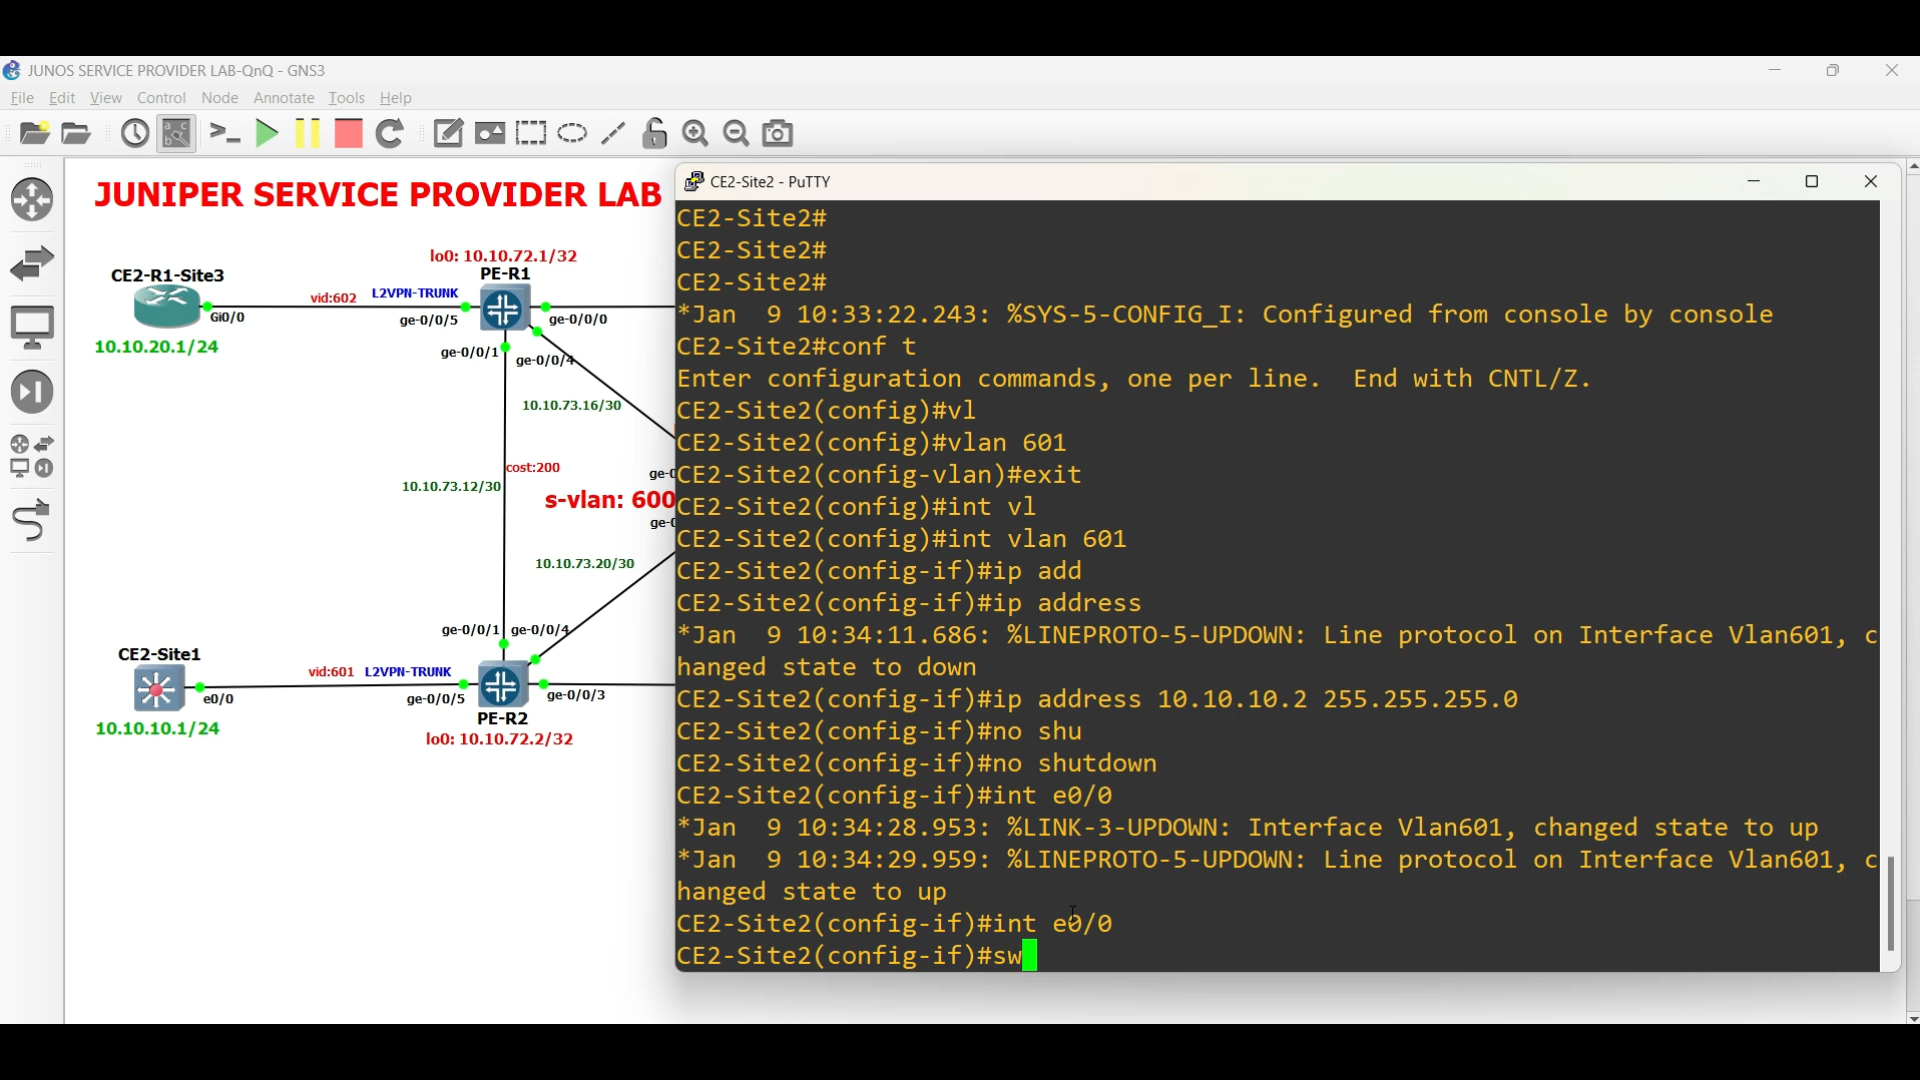 JUNOS SERVICE PROVIDER LAB-QnQ - GNS3
File Edit View Control Node Annotate Tools Help
JUNIPER SERVICE PROVIDER LAB
lo0: 10.10.72.1/32
PE-R1
CE2-R1-Site3
vid:602 L2VPN-TRUNK
Gi0/0
ge-0/0/5
ge-0/0/0
10.10.20.1/24
ge-0/0/1
ge-0/0/4
10.10.73.16/30
cost:200
10.10.73.12/30
s-vlan: 600
10.10.73.20/30
ge-0/0/1
ge-0/0/4
CE2-Site1
vid:601 L2VPN-TRUNK
e0/0
ge-0/0/5
ge-0/0/3
PE-R2
10.10.10.1/24
lo0: 10.10.72.2/32
CE2-Site2 - PuTTY
CE2-Site2#
CE2-Site2#
CE2-Site2#
*Jan  9 10:33:22.243: %SYS-5-CONFIG_I: Configured from console by console
CE2-Site2#conf t
Enter configuration commands, one per line.  End with CNTL/Z.
CE2-Site2(config)#vl
CE2-Site2(config)#vlan 601
CE2-Site2(config-vlan)#exit
CE2-Site2(config)#int vl
CE2-Site2(config)#int vlan 601
CE2-Site2(config-if)#ip add
CE2-Site2(config-if)#ip address
*Jan  9 10:34:11.686: %LINEPROTO-5-UPDOWN: Line protocol on Interface Vlan601, c
hanged state to down
CE2-Site2(config-if)#ip address 10.10.10.2 255.255.255.0
CE2-Site2(config-if)#no shu
CE2-Site2(config-if)#no shutdown
CE2-Site2(config-if)#int e0/0
*Jan  9 10:34:28.953: %LINK-3-UPDOWN: Interface Vlan601, changed state to up
*Jan  9 10:34:29.959: %LINEPROTO-5-UPDOWN: Line protocol on Interface Vlan601, c
hanged state to up
CE2-Site2(config-if)#int e0/0
CE2-Site2(config-if)#sw